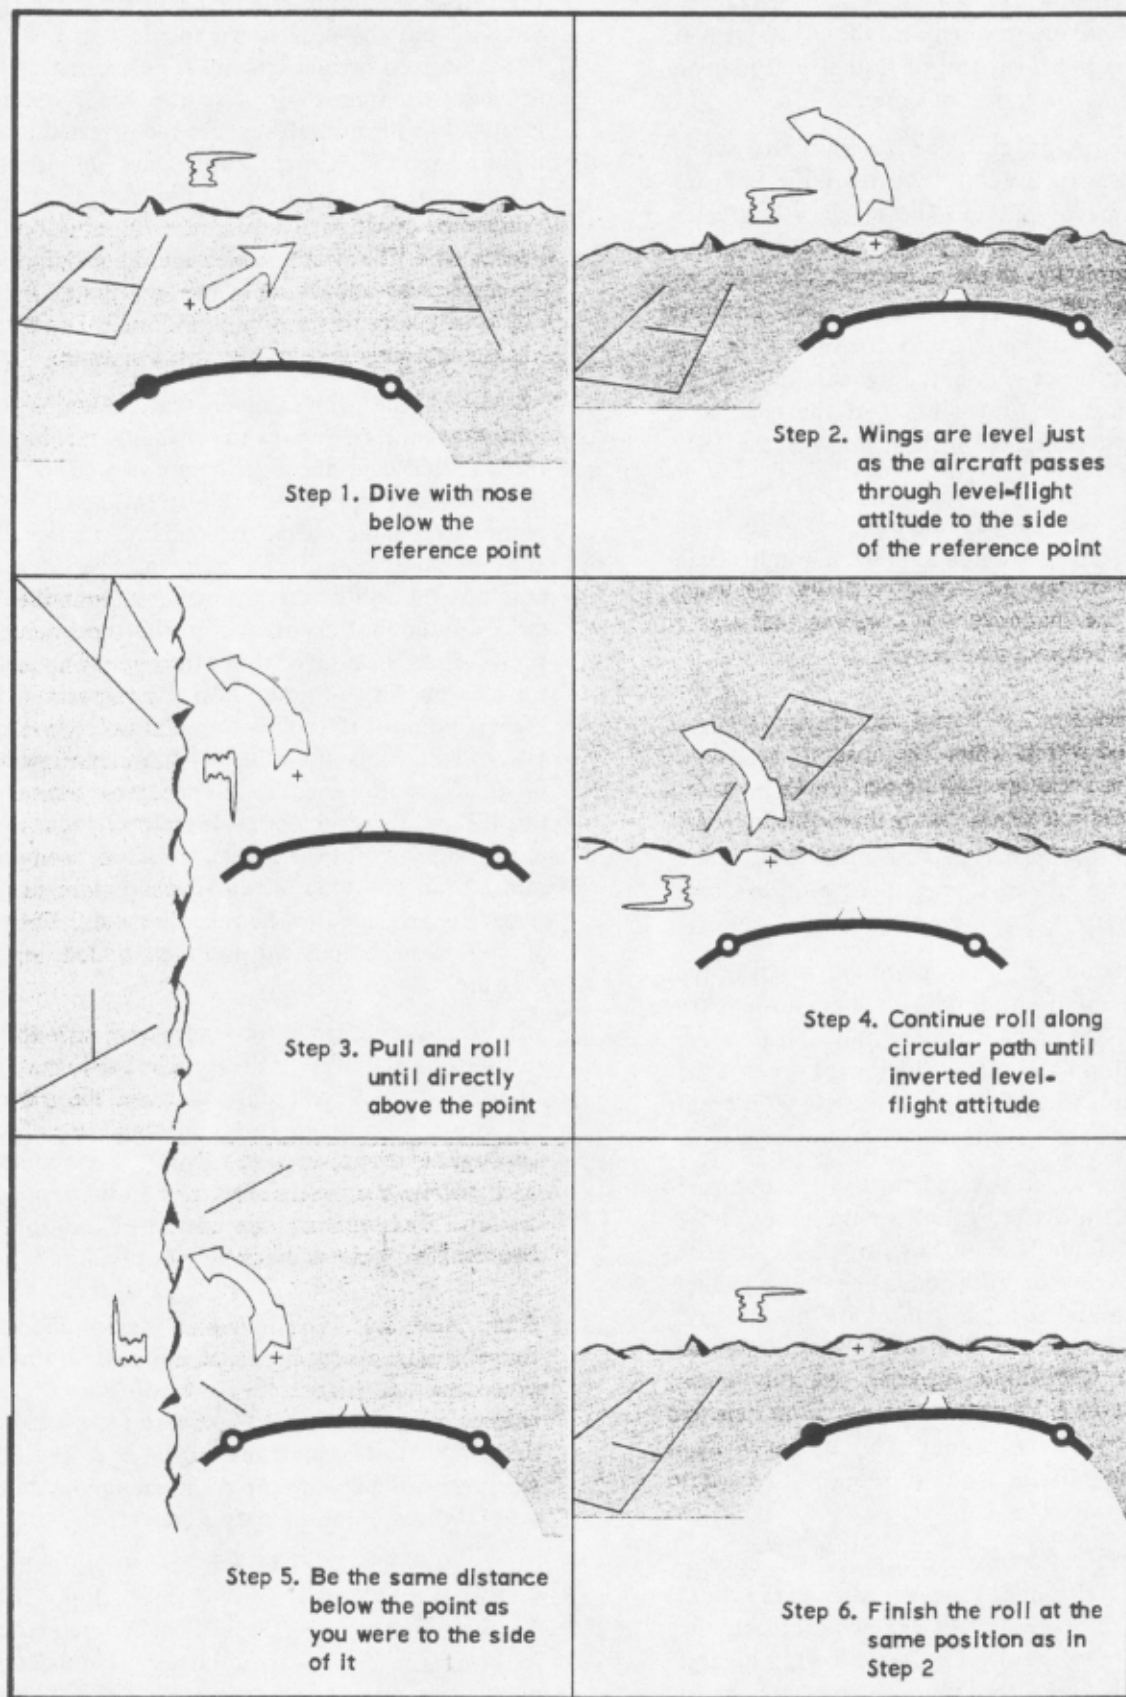 Step 1. Dive with nose
below the
reference point
Step 2. Wings are level just
as the aircraft passes
through level-flight
attitude to the side
of the reference point
Step 3. Pull and roll
until directly
above the point
Step 4. Continue roll along
circular path until
inverted level-
flight attitude
Step 5. Be the same distance
below the point as
you were to the side
of it
Step 6. Finish the roll at the
same position as in
Step 2